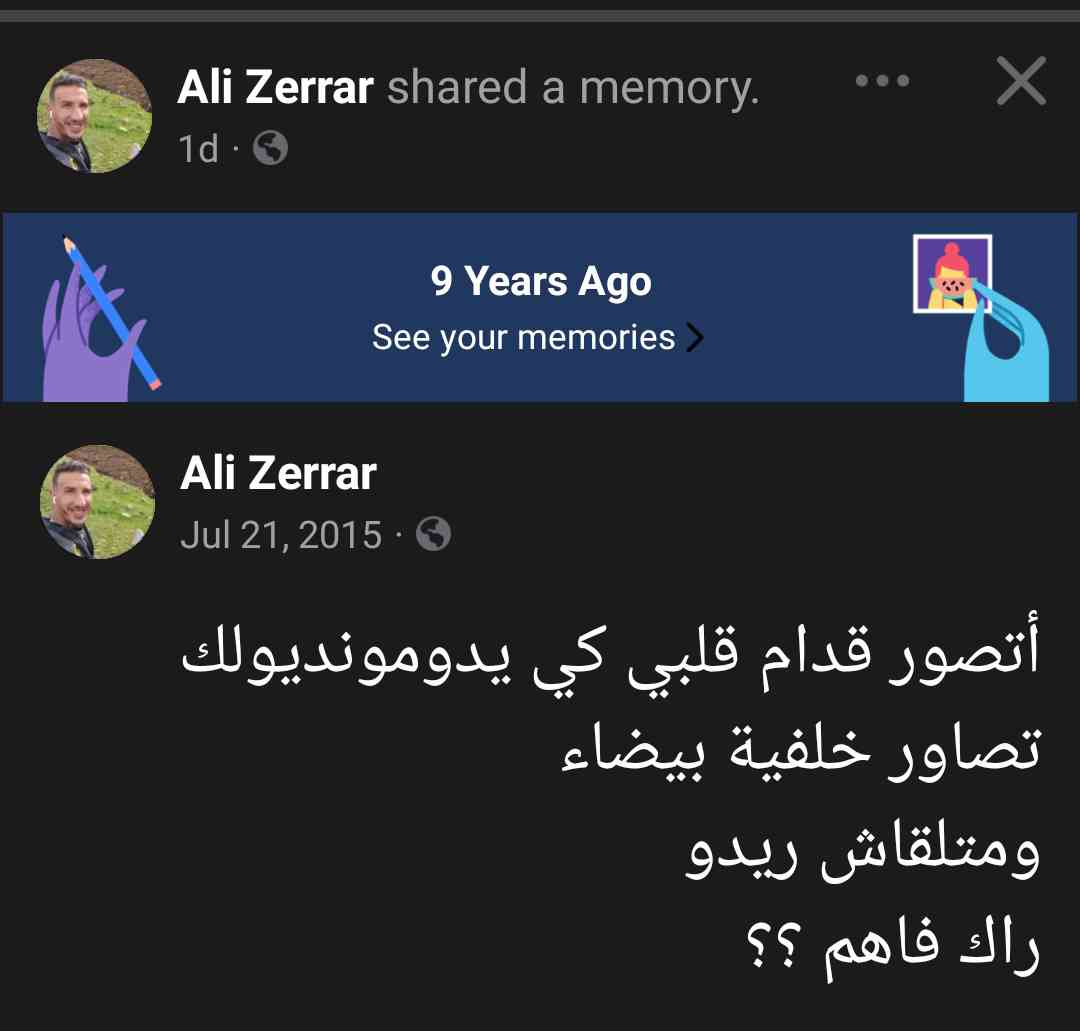 Ali Zerrar shared a memory.
1d ·
9 Years Ago
See your memories
Ali Zerrar
Jul 21, 2015 ·
أتصور قدام قلبي كي يدومونديولك
تصاور خلفية بيضاء
ومتلقاش ريدو
راك فاهم ؟؟